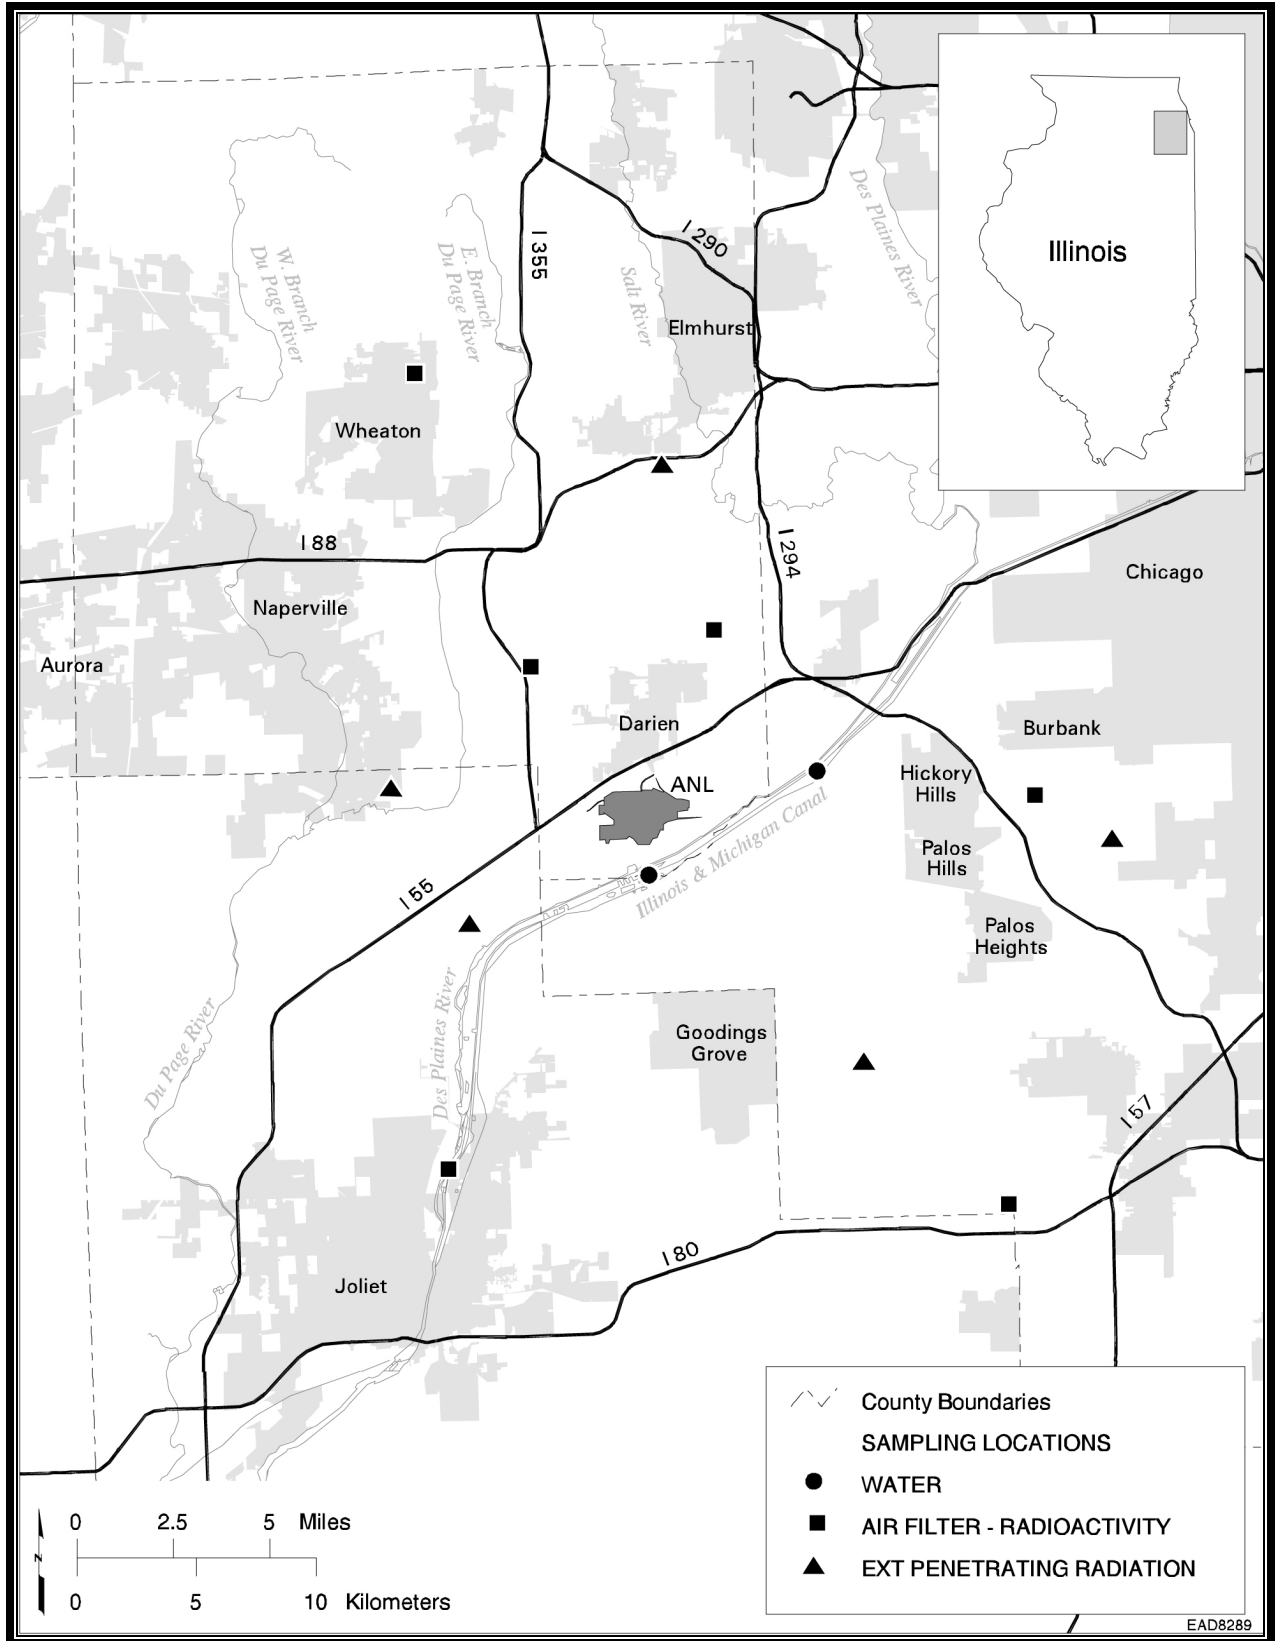 Illinois
I 290
I 355
Des Plaines River
W. Branch
Du Page River
E. Branch
Du Page River
Salt River
Elmhurst
Wheaton
I 88
I 294
Chicago
Naperville
Aurora
Darien
Burbank
ANL
Hickory
Hills
Illinois & Michigan Canal
Palos
Hills
I 55
Palos
Heights
Des Plaines River
Du Page River
Goodings
Grove
I 57
I 80
Joliet
County Boundaries
SAMPLING LOCATIONS
WATER
AIR FILTER - RADIOACTIVITY
EXT PENETRATING RADIATION
0 2.5 5 Miles
N
0 5 10 Kilometers
EAD8289